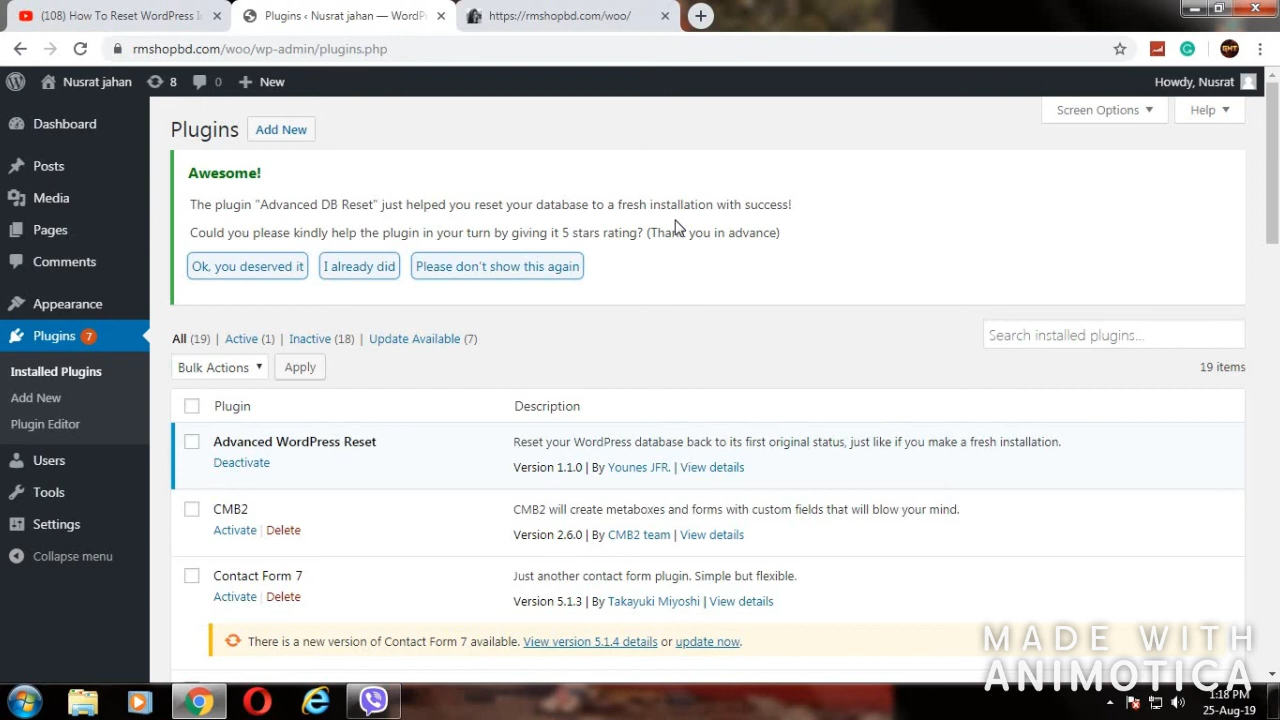 (108) How To Reset WordPress I
Plugins ‹ Nusrat jahan — WordP
https://rmshopbd.com/woo/
rmshopbd.com/woo/wp-admin/plugins.php
GHT
Nusrat jahan
8
0
New
Howdy, Nusrat
Screen Options
Help
Dashboard
Posts
Media
Pages
Comments
Appearance
Plugins 7
Installed Plugins
Add New
Plugin Editor
Users
Tools
Settings
Collapse menu
Plugins Add New
Awesome!
The plugin "Advanced DB Reset" just helped you reset your database to a fresh installation with success!
Could you please kindly help the plugin in your turn by giving it 5 stars rating? (Thank you in advance)
Ok, you deserved it
I already did
Please don't show this again
All (19) | Active (1) | Inactive (18) | Update Available (7)
Search installed plugins...
Bulk Actions
Apply
19 items
Plugin
Description
Advanced WordPress Reset
Deactivate
Reset your WordPress database back to its first original status, just like if you make a fresh installation.
Version 1.1.0 | By Younes JFR. | View details
CMB2
Activate | Delete
CMB2 will create metaboxes and forms with custom fields that will blow your mind.
Version 2.6.0 | By CMB2 team | View details
Contact Form 7
Activate | Delete
Just another contact form plugin. Simple but flexible.
Version 5.1.3 | By Takayuki Miyoshi | View details
There is a new version of Contact Form 7 available. View version 5.1.4 details or update now.
MADE WITH
ANIMOTICA
1:18 PM
25-Aug-19